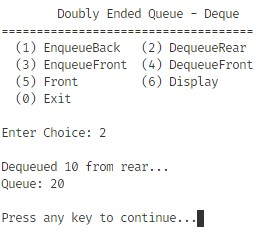 Doubly Ended Queue - Deque
===================================
(1) EnqueueBack (2) DequeueRear
(3) EnqueueFront (4) DequeueFront
(5) Front (6) Display
(0) Exit
Enter Choice: 2
Dequeued 10 from rear...
Queue: 20
Press any key to continue...